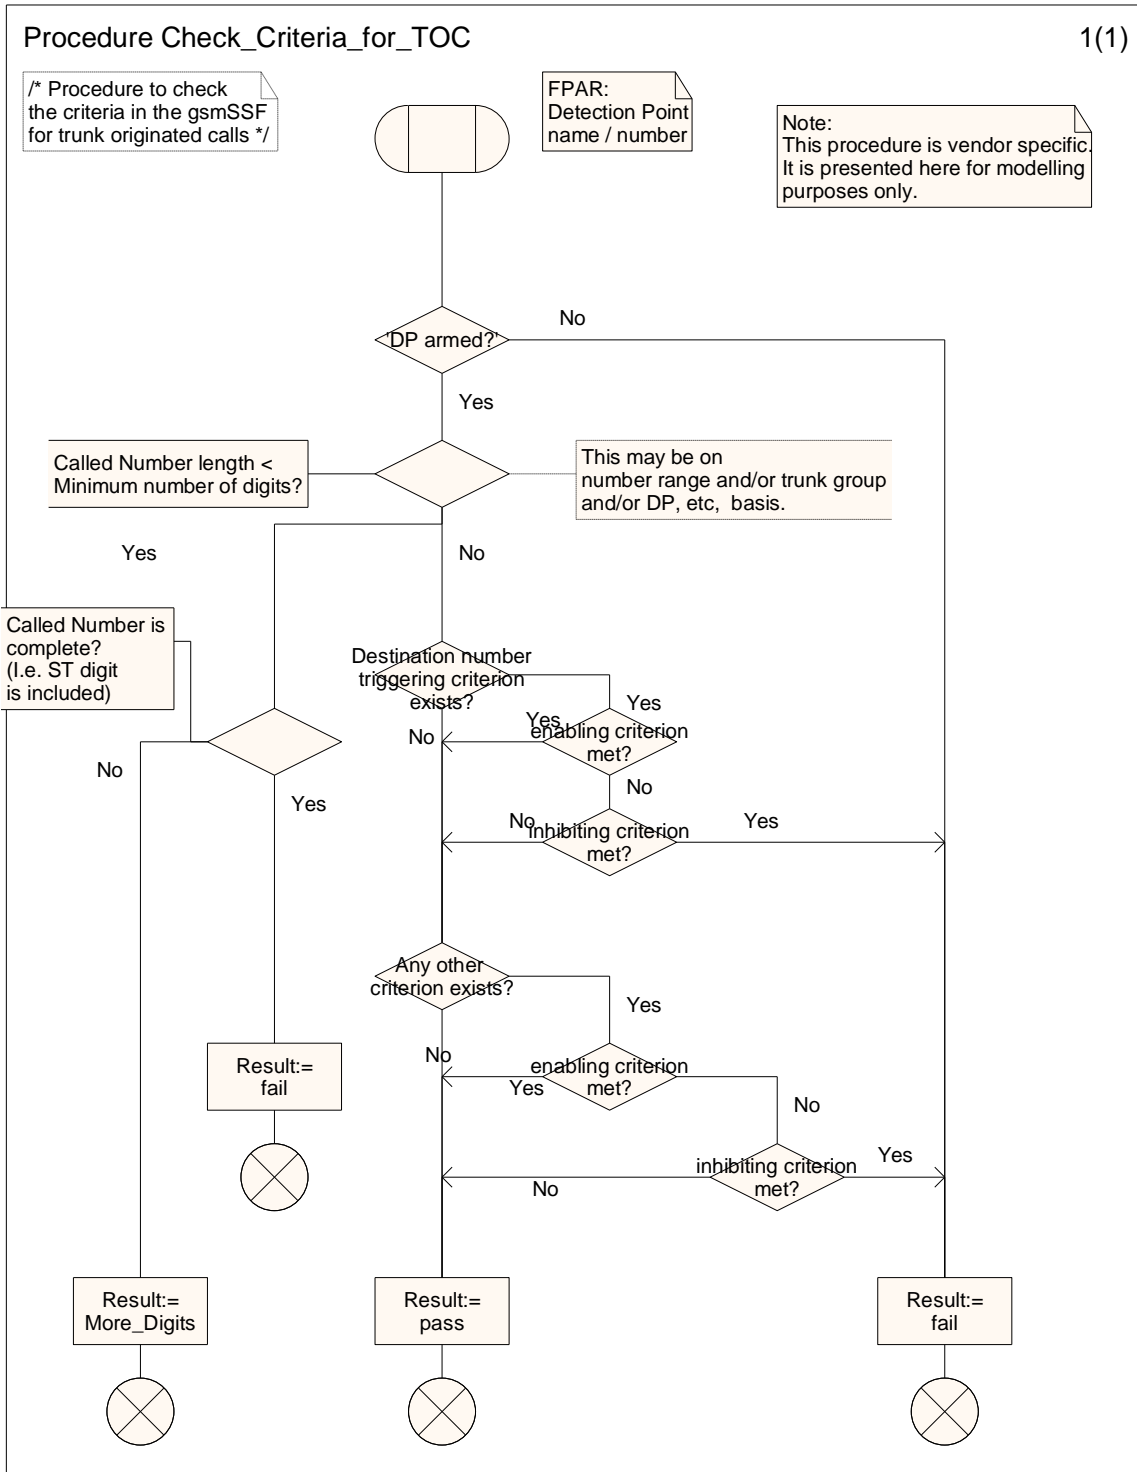 Procedure Check_Criteria_for_TOC
1(1)
/* Procedure to check
the criteria in the gsmSSF
for trunk originated calls */
FPAR:
Detection Point
name / number
Note:
This procedure is vendor specific.
It is presented here for modelling
purposes only.
'DP armed?'
No
Yes
Called Number length <
Minimum number of digits?
This may be on
number range and/or trunk group
and/or DP, etc,  basis.
Yes
No
Called Number is
complete?
(I.e. ST digit
is included)
Destination number
triggering criterion
exists?
Yes
Yes
enabling criterion
met?
No
No
Yes
No
No
inhibiting criterion
met?
Yes
Any other
criterion exists?
Yes
No
enabling criterion
met?
Yes
No
Result:=
fail
inhibiting criterion
met?
Yes
No
Result:=
More_Digits
Result:=
pass
Result:=
fail